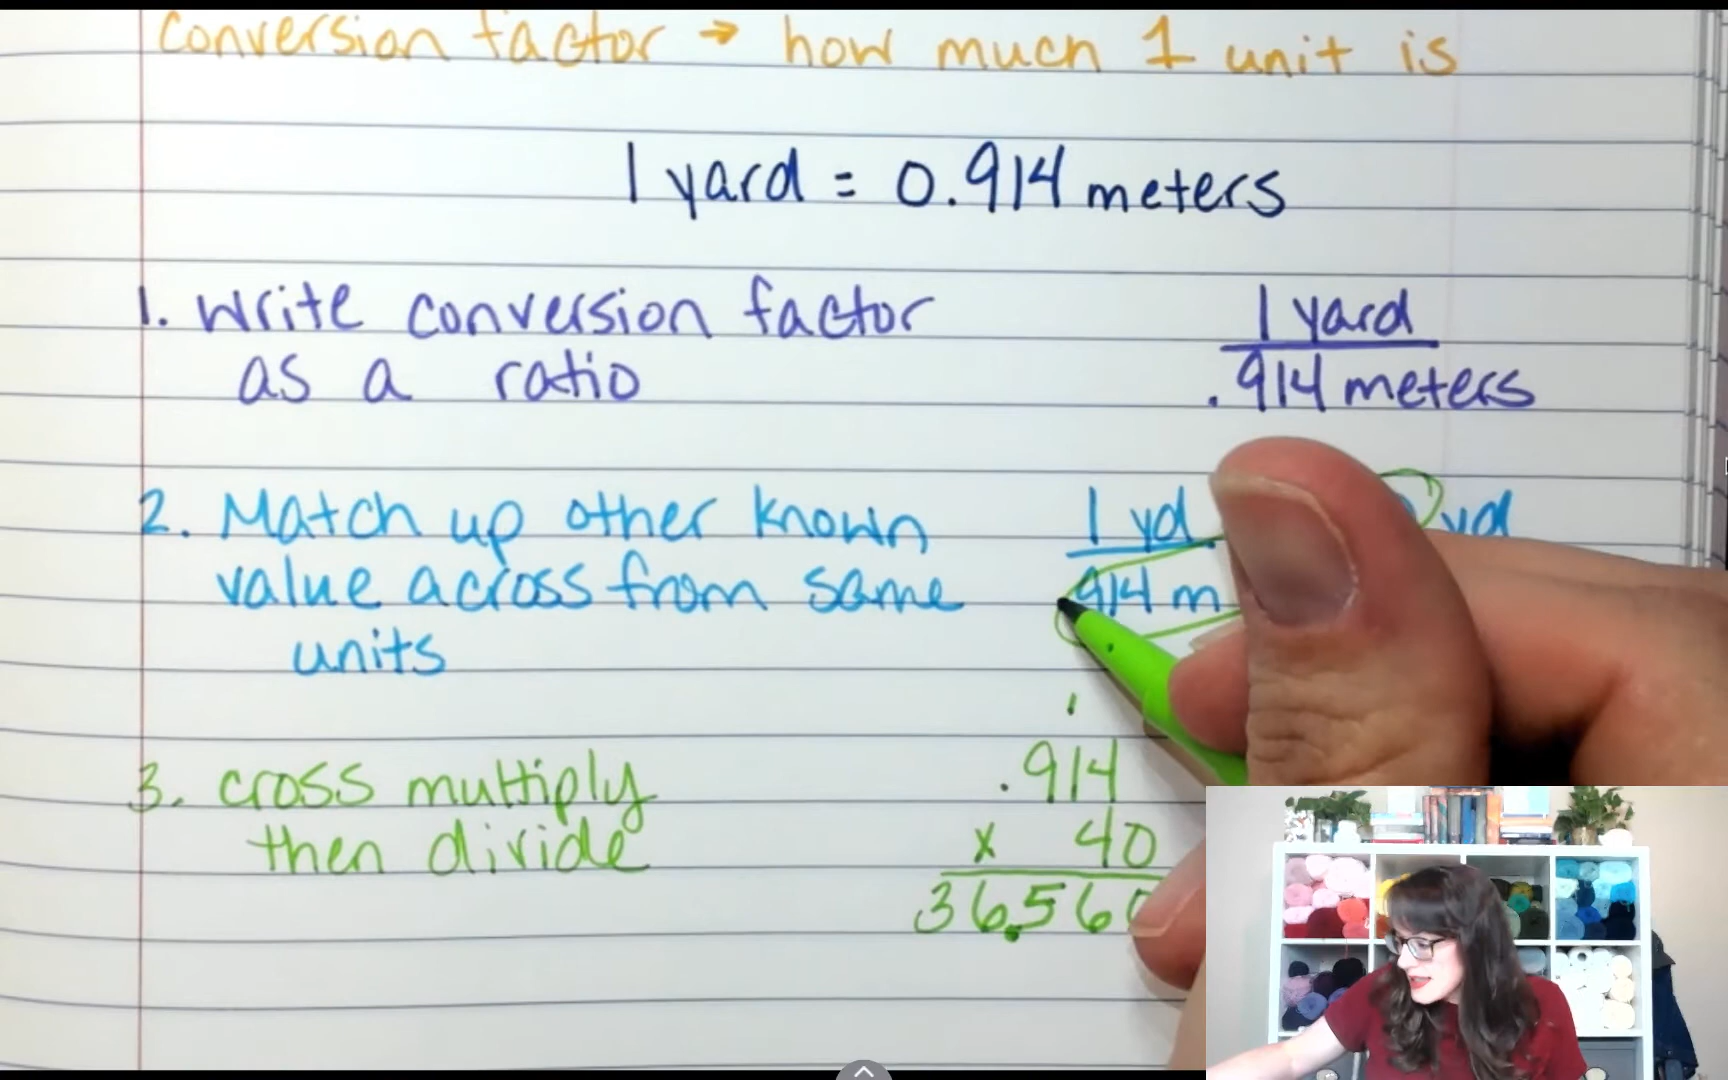 conversion factor → how much 1 unit is
1 yard = 0.914 meters
1. Write conversion factor
as a ratio
1 yard
.914 meters
2. Match up other known
value across from same
units
1 yd yd
914 m
3. cross multiply
then divide
.914
x 40
36.560